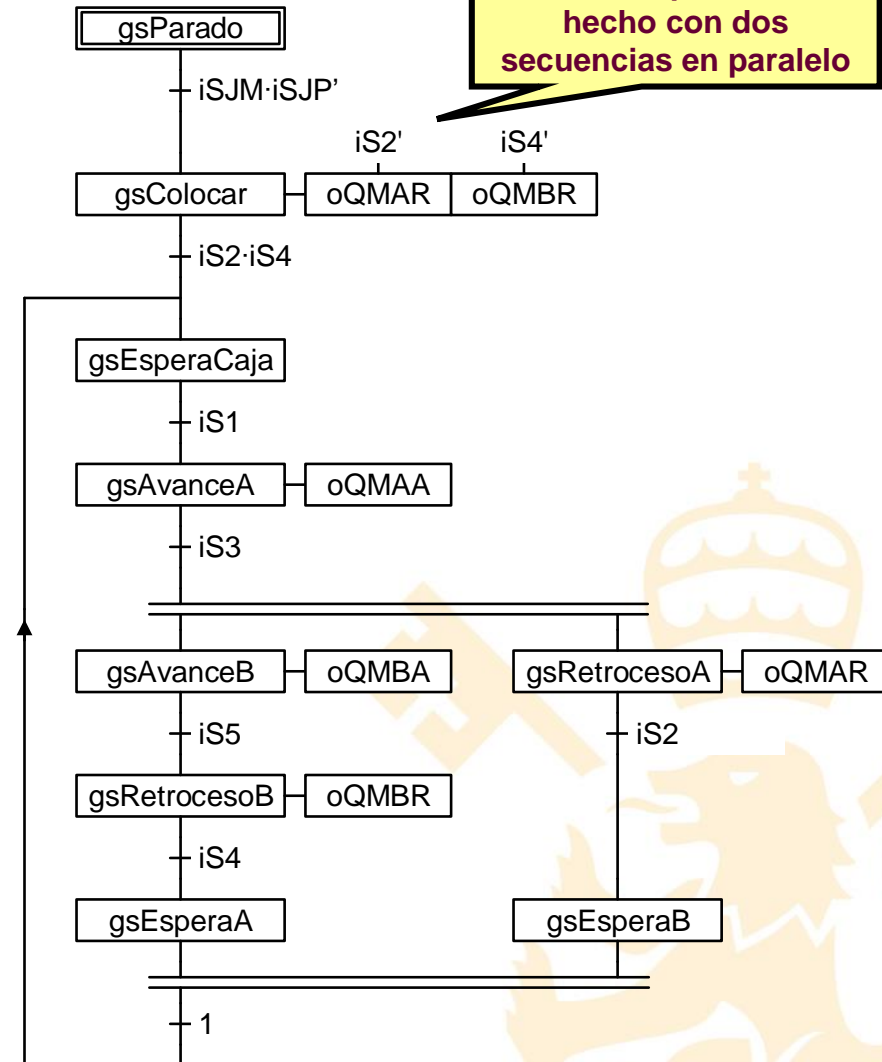 hecho con dos
secuencias en paralelo
gsParado
iSJM·iSJP'
iS2' iS4'
gsColocar oQMAR oQMBR
iS2·iS4
gsEsperaCaja
iS1
gsAvanceA oQMAA
iS3
gsAvanceB oQMBA gsRetrocesoA oQMAR
iS5 iS2
gsRetrocesoB oQMBR
iS4
gsEsperaA gsEsperaB
1